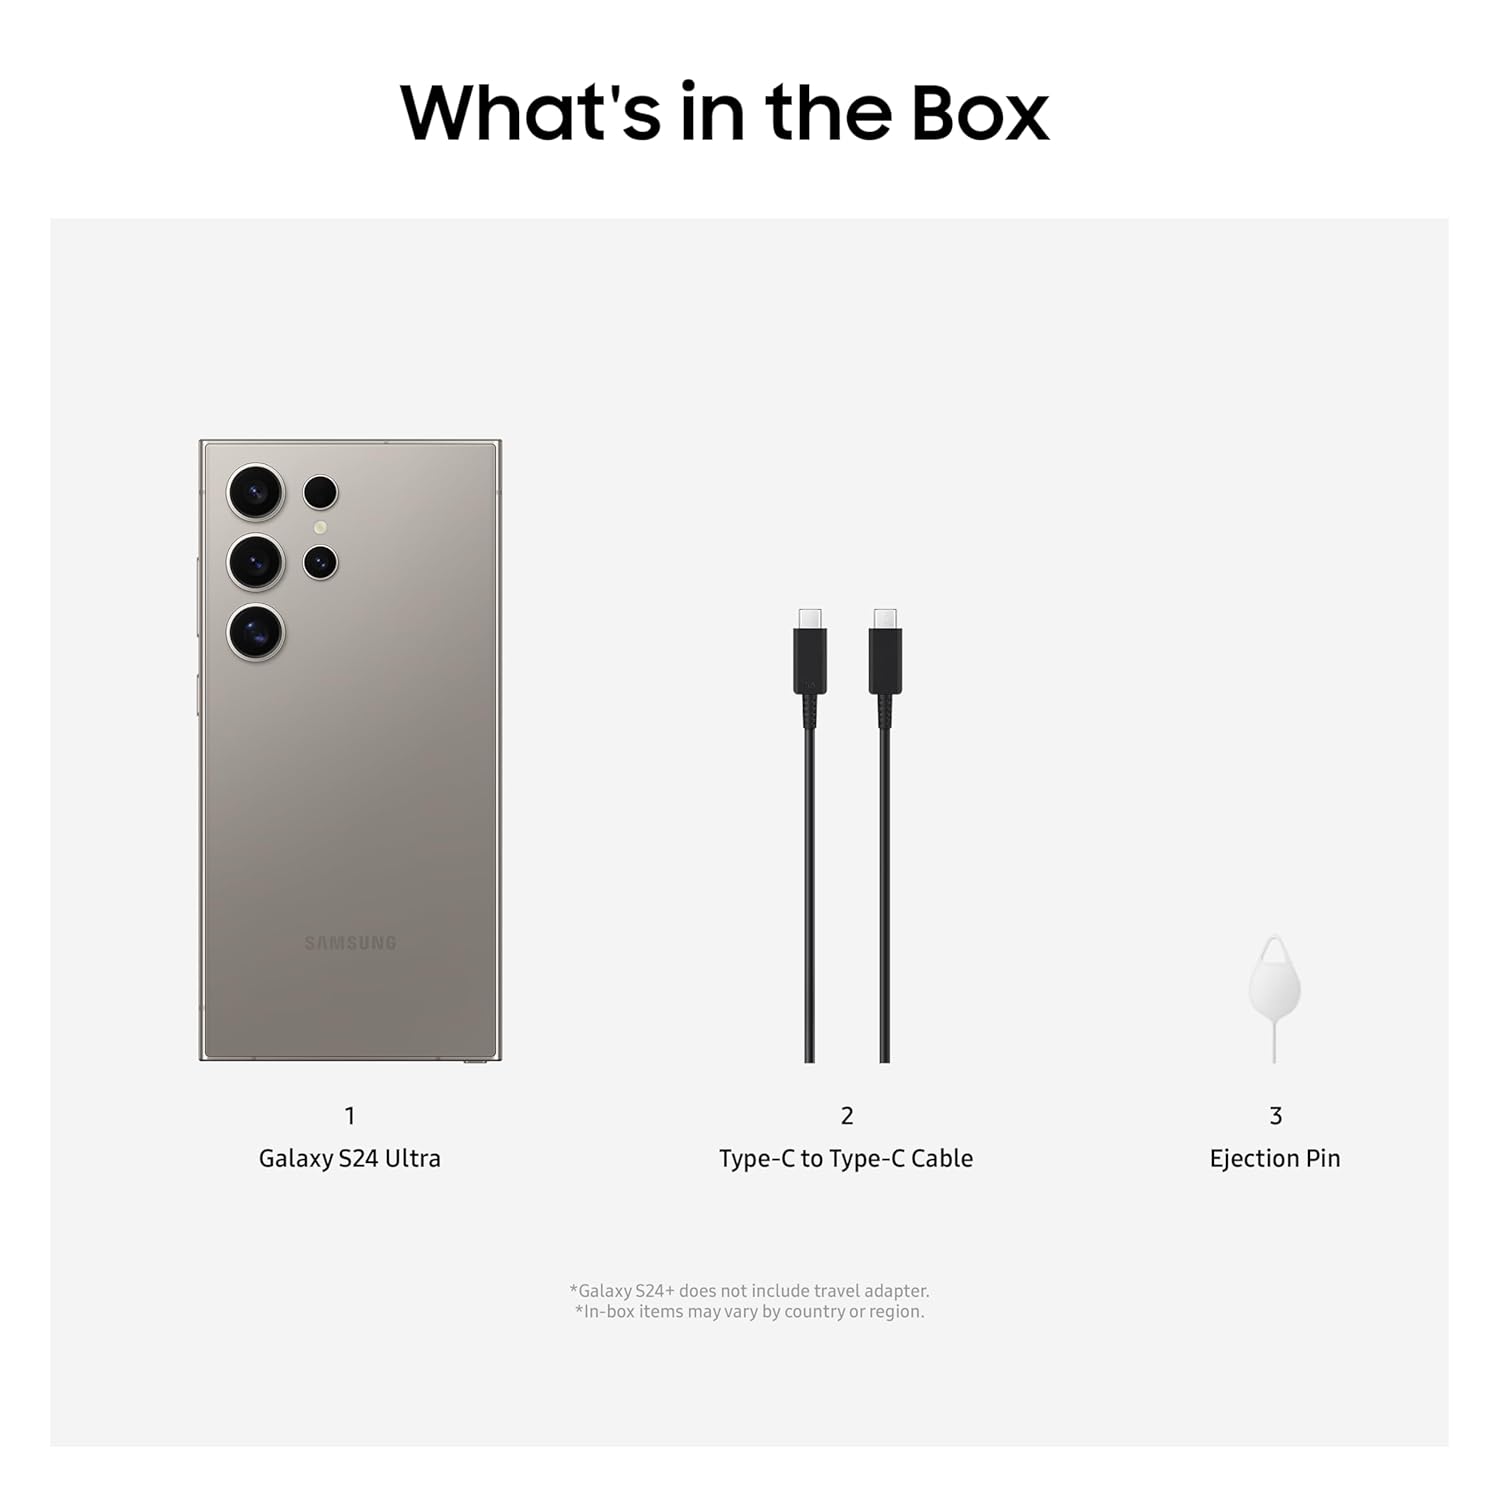 What's in the Box
SAMSUNG
1
Galaxy S24 Ultra
2
Type-C to Type-C Cable
3
Ejection Pin
*Galaxy S24+ does not include travel adapter.
*In-box items may vary by country or region.